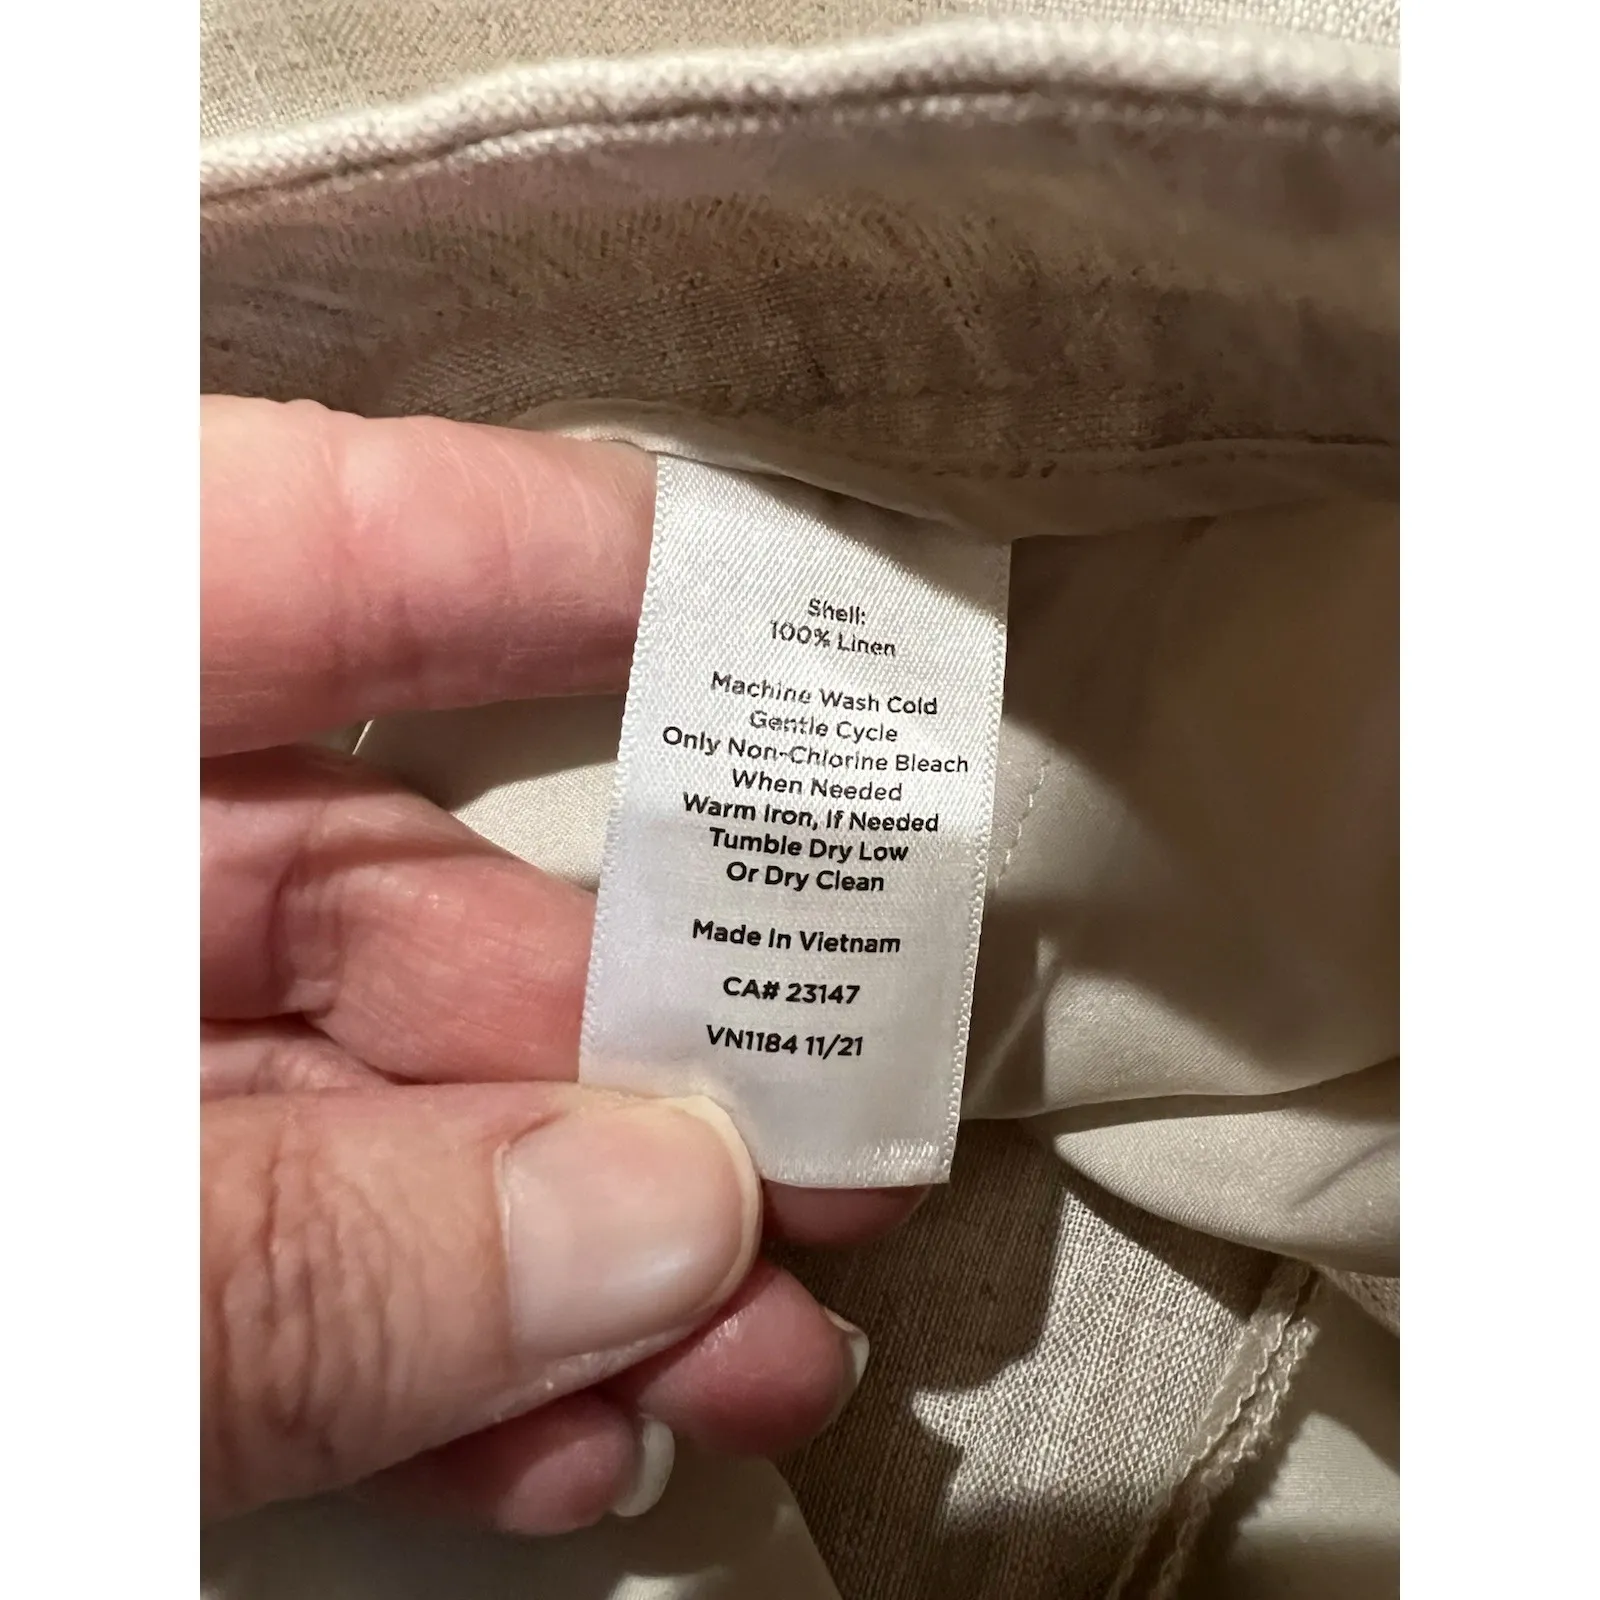 Shell:
100% Linen
Machine Wash Cold
Gentle Cycle
Only Non-Chlorine Bleach
When Needed
Warm Iron, If Needed
Tumble Dry Low
Or Dry Clean
Made In Vietnam
CA# 23147
VN1184 11/21